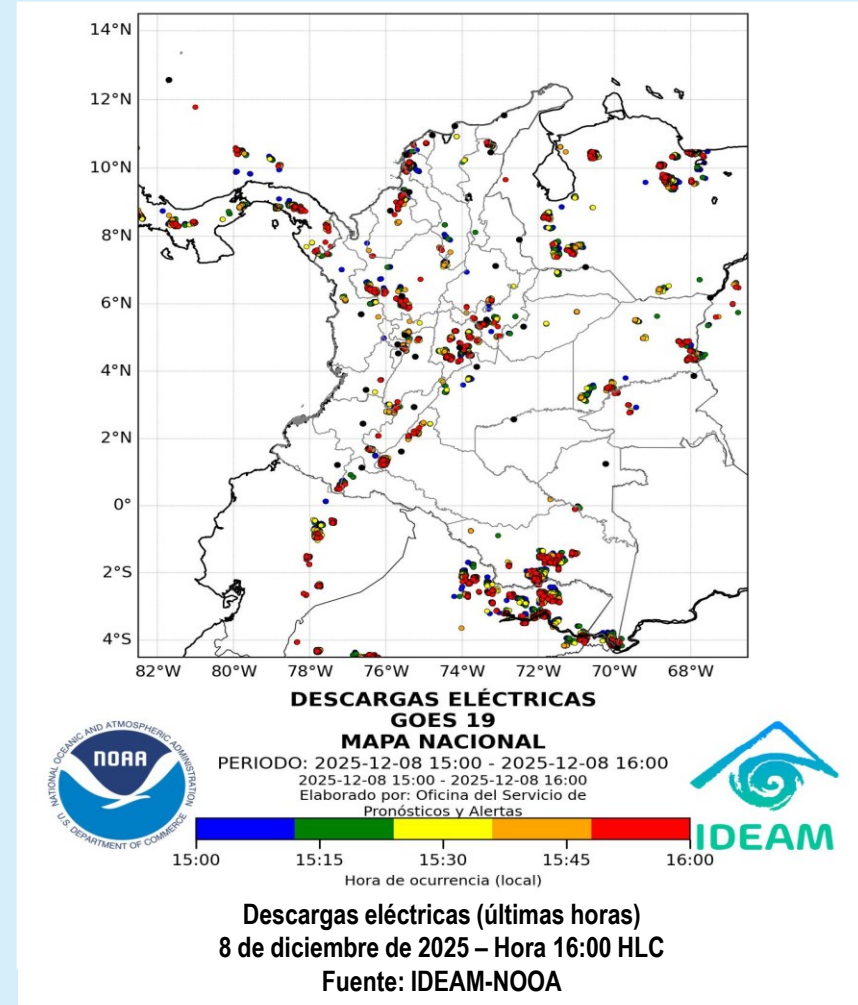 14°N
12°N
10°N
8°N
6°N
4°N
2°N
0°
2°S
4°S
82°W 80°W 78°W 76°W 74°W 72°W 70°W 68°W
DESCARGAS ELÉCTRICAS
GOES 19
MAPA NACIONAL
PERIODO: 2025-12-08 15:00 - 2025-12-08 16:00
2025-12-08 15:00 - 2025-12-08 16:00
Elaborado por: Oficina del Servicio de
Pronósticos y Alertas
NATIONAL OCEANIC AND ATMOSPHERIC ADMINISTRATION
NOAA
U.S. DEPARTMENT OF COMMERCE
IDEAM
15:00 15:15 15:30 15:45 16:00
Hora de ocurrencia (local)
Descargas eléctricas (últimas horas)
8 de diciembre de 2025 – Hora 16:00 HLC
Fuente: IDEAM-NOOA